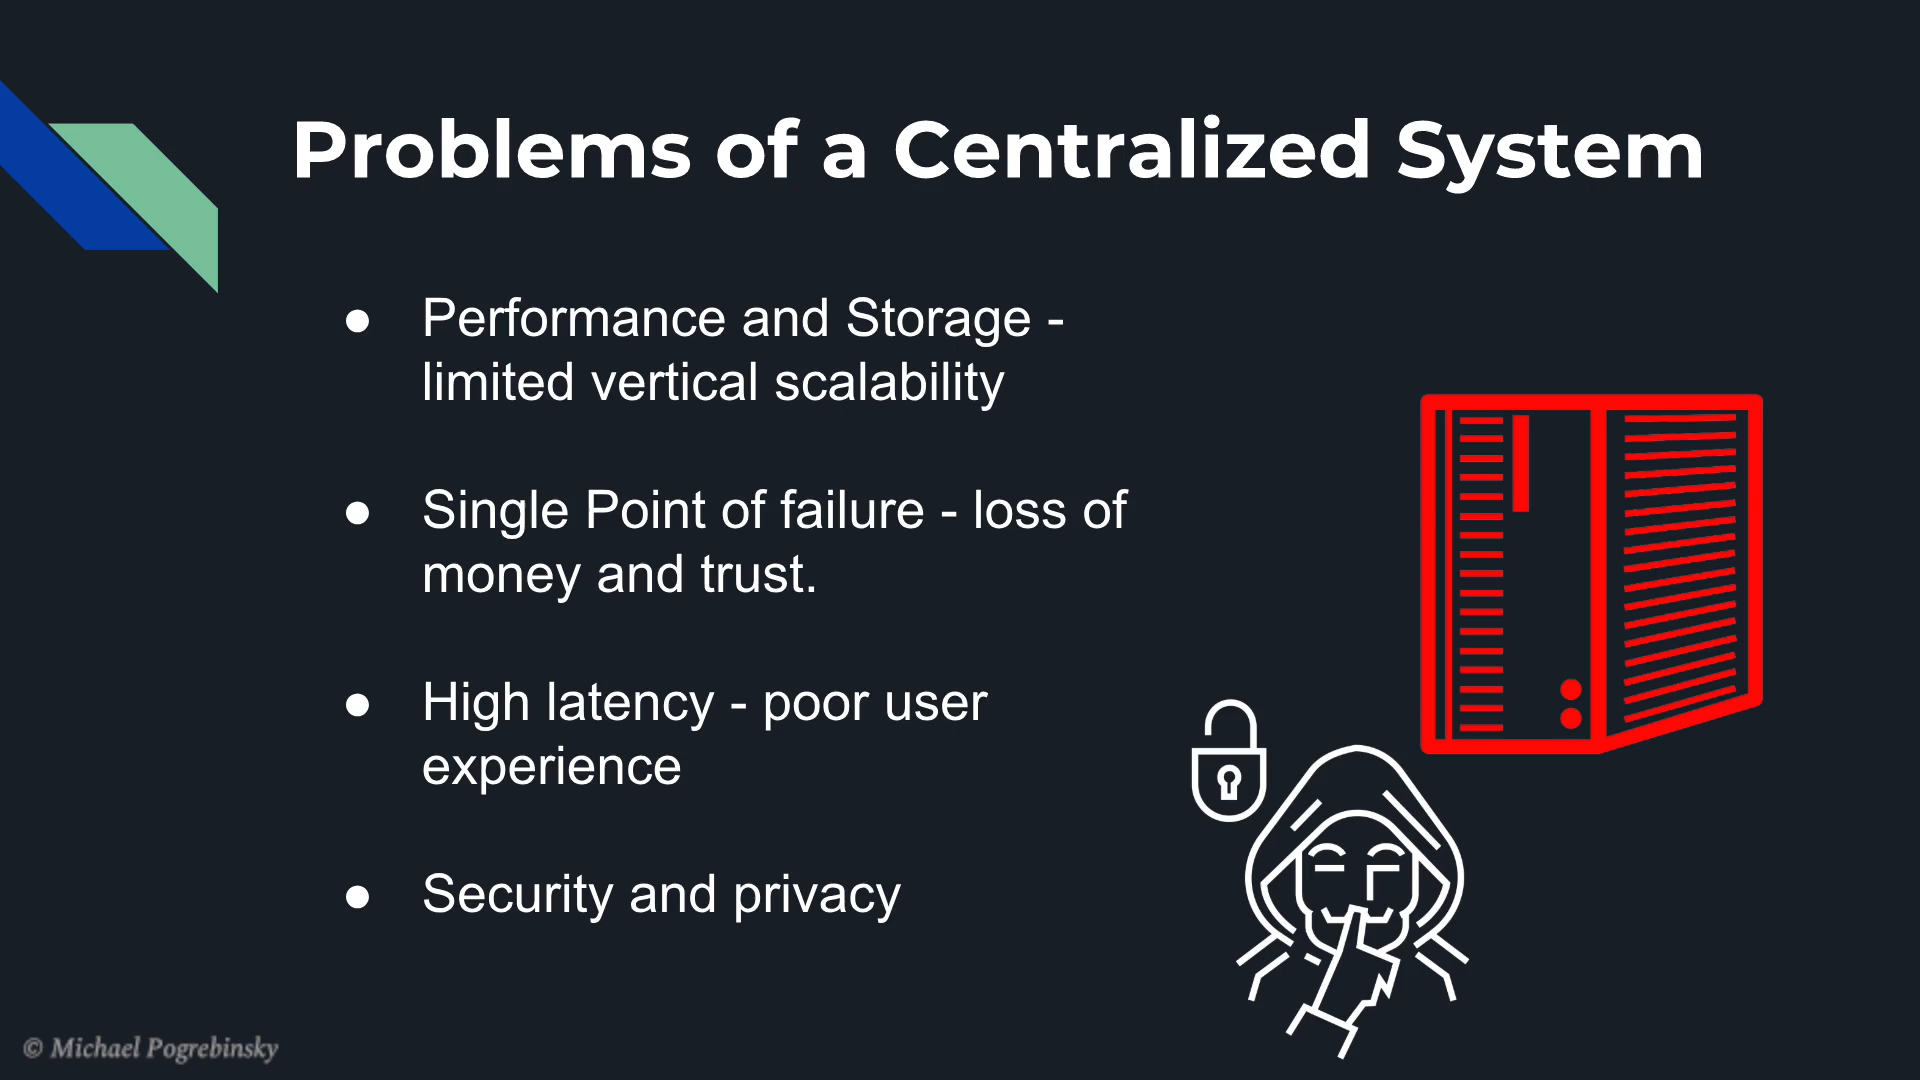 Problems of a Centralized System
● Performance and Storage -
limited vertical scalability
● Single Point of failure - loss of
money and trust.
● High latency - poor user
experience
● Security and privacy
© Michael Pogrebinsky